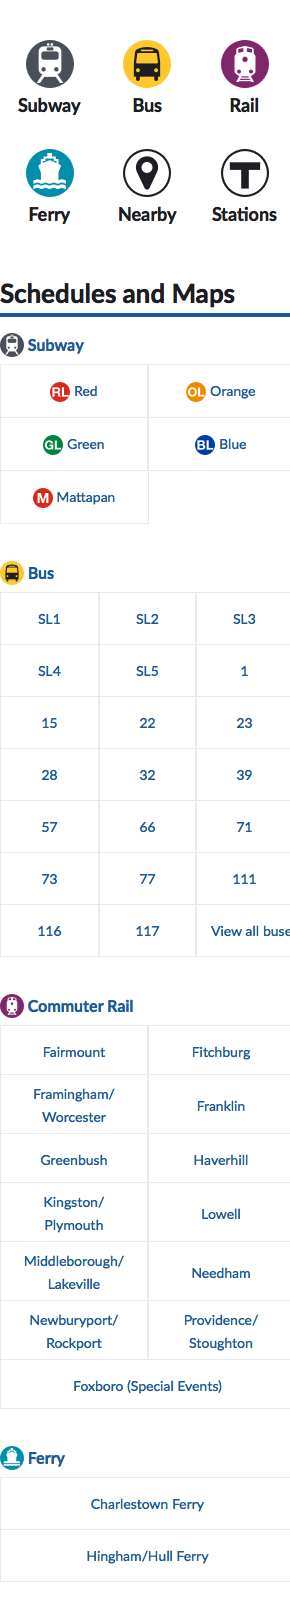 Subway Bus Rail
Ferry Nearby T Stations
Schedules and Maps
Subway
RL Red OL Orange
GL Green BL Blue
M Mattapan
Bus
SL1 SL2 SL3
SL4 SL5 1
15 22 23
28 32 39
57 66 71
73 77 111
116 117 View all buse
Commuter Rail
Fairmount Fitchburg
Framingham/
Worcester
Franklin
Greenbush Haverhill
Kingston/
Plymouth
Lowell
Middleborough/
Lakeville
Needham
Newburyport/
Rockport
Providence/
Stoughton
Foxboro (Special Events)
Ferry
Charlestown Ferry
Hingham/Hull Ferry